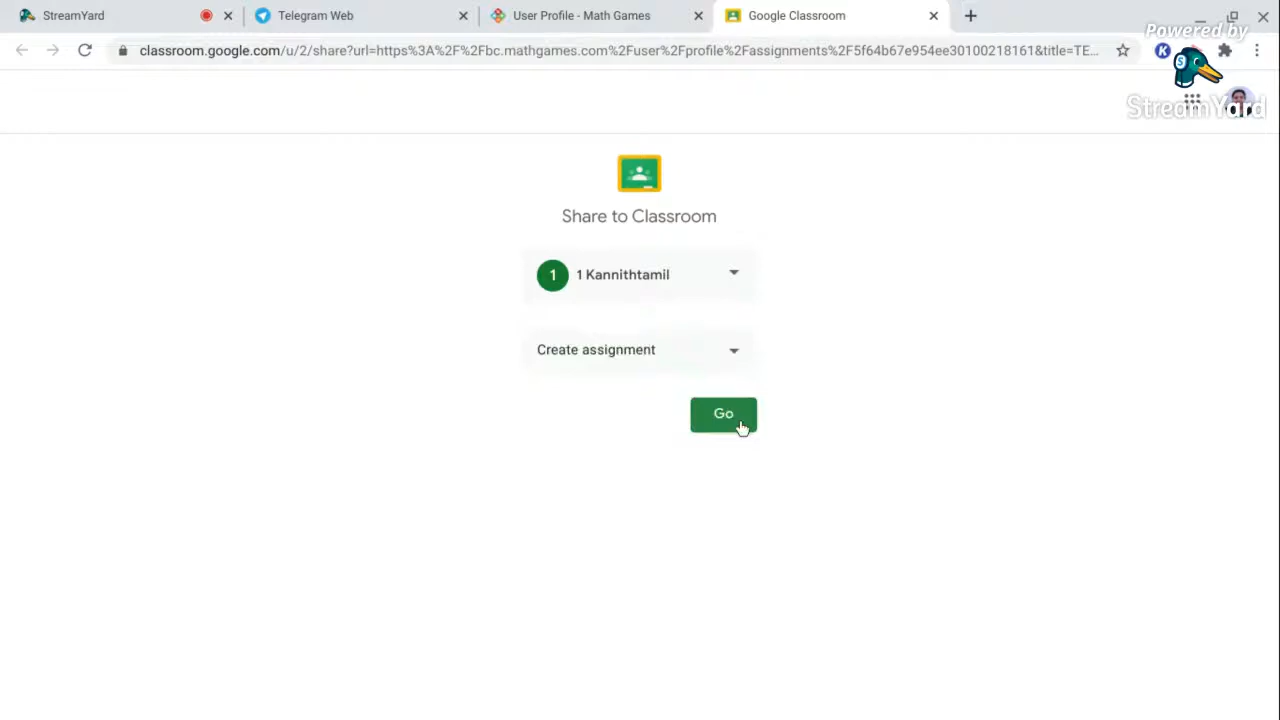 StreamYard
Telegram Web
User Profile - Math Games
Google Classroom
classroom.google.com/u/2/share?url=https%3A%2F%2Fbc.mathgames.com%2Fuser%2Fprofile%2Fassignments%2F5f64b67e954ee30100218161&title=TE...
K
Powered by
S
StreamYard
Share to Classroom
1 1 Kannithtamil
Create assignment
Go